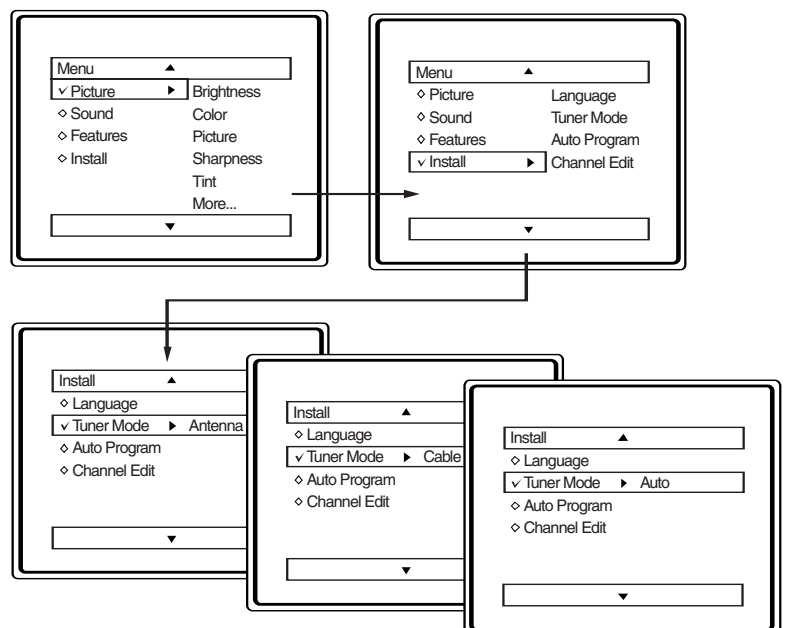 Menu
Picture Brightness
Sound Color
Features Picture
Install Sharpness
Tint
More...
Menu
Picture Language
Sound Tuner Mode
Features Auto Program
Install Channel Edit
Install
Language
Tuner Mode Antenna
Auto Program
Channel Edit
Install
Language
Tuner Mode Cable
Auto Program
Channel Edit
Install
Language
Tuner Mode Auto
Auto Program
Channel Edit